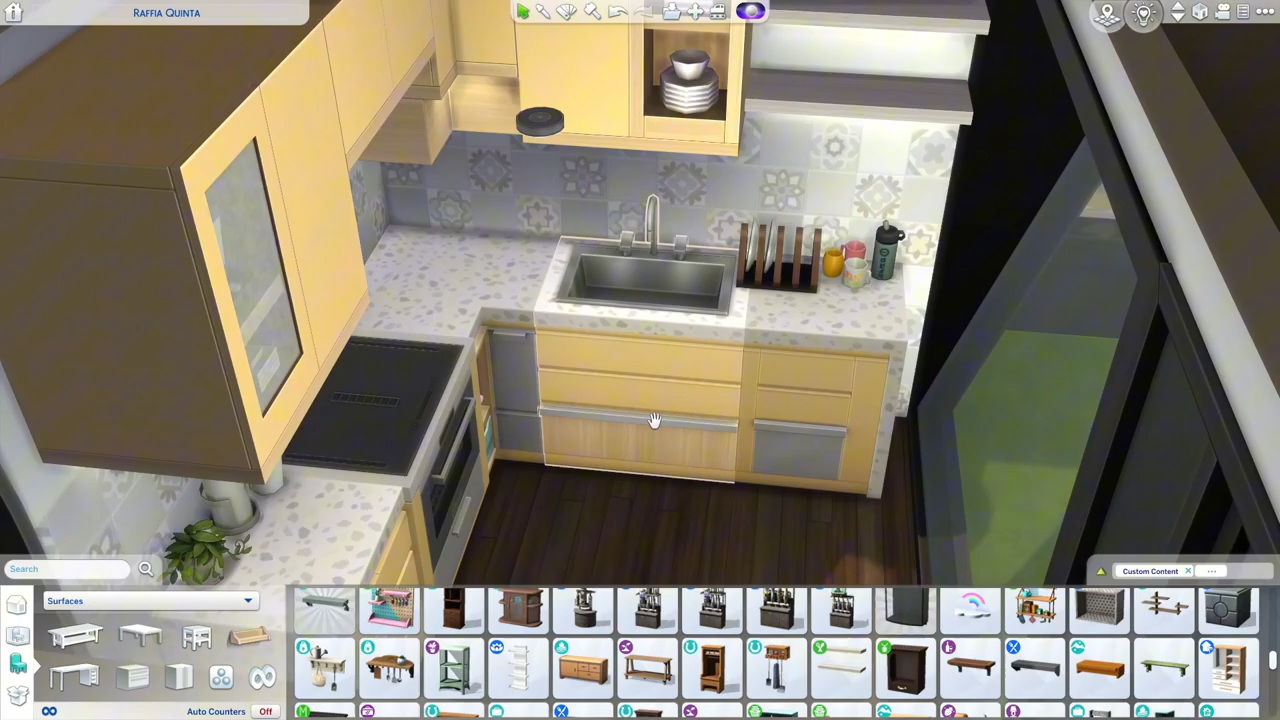 RAFFIA QUINTA
Search
Custom Content
Surfaces
Auto Counters
Off